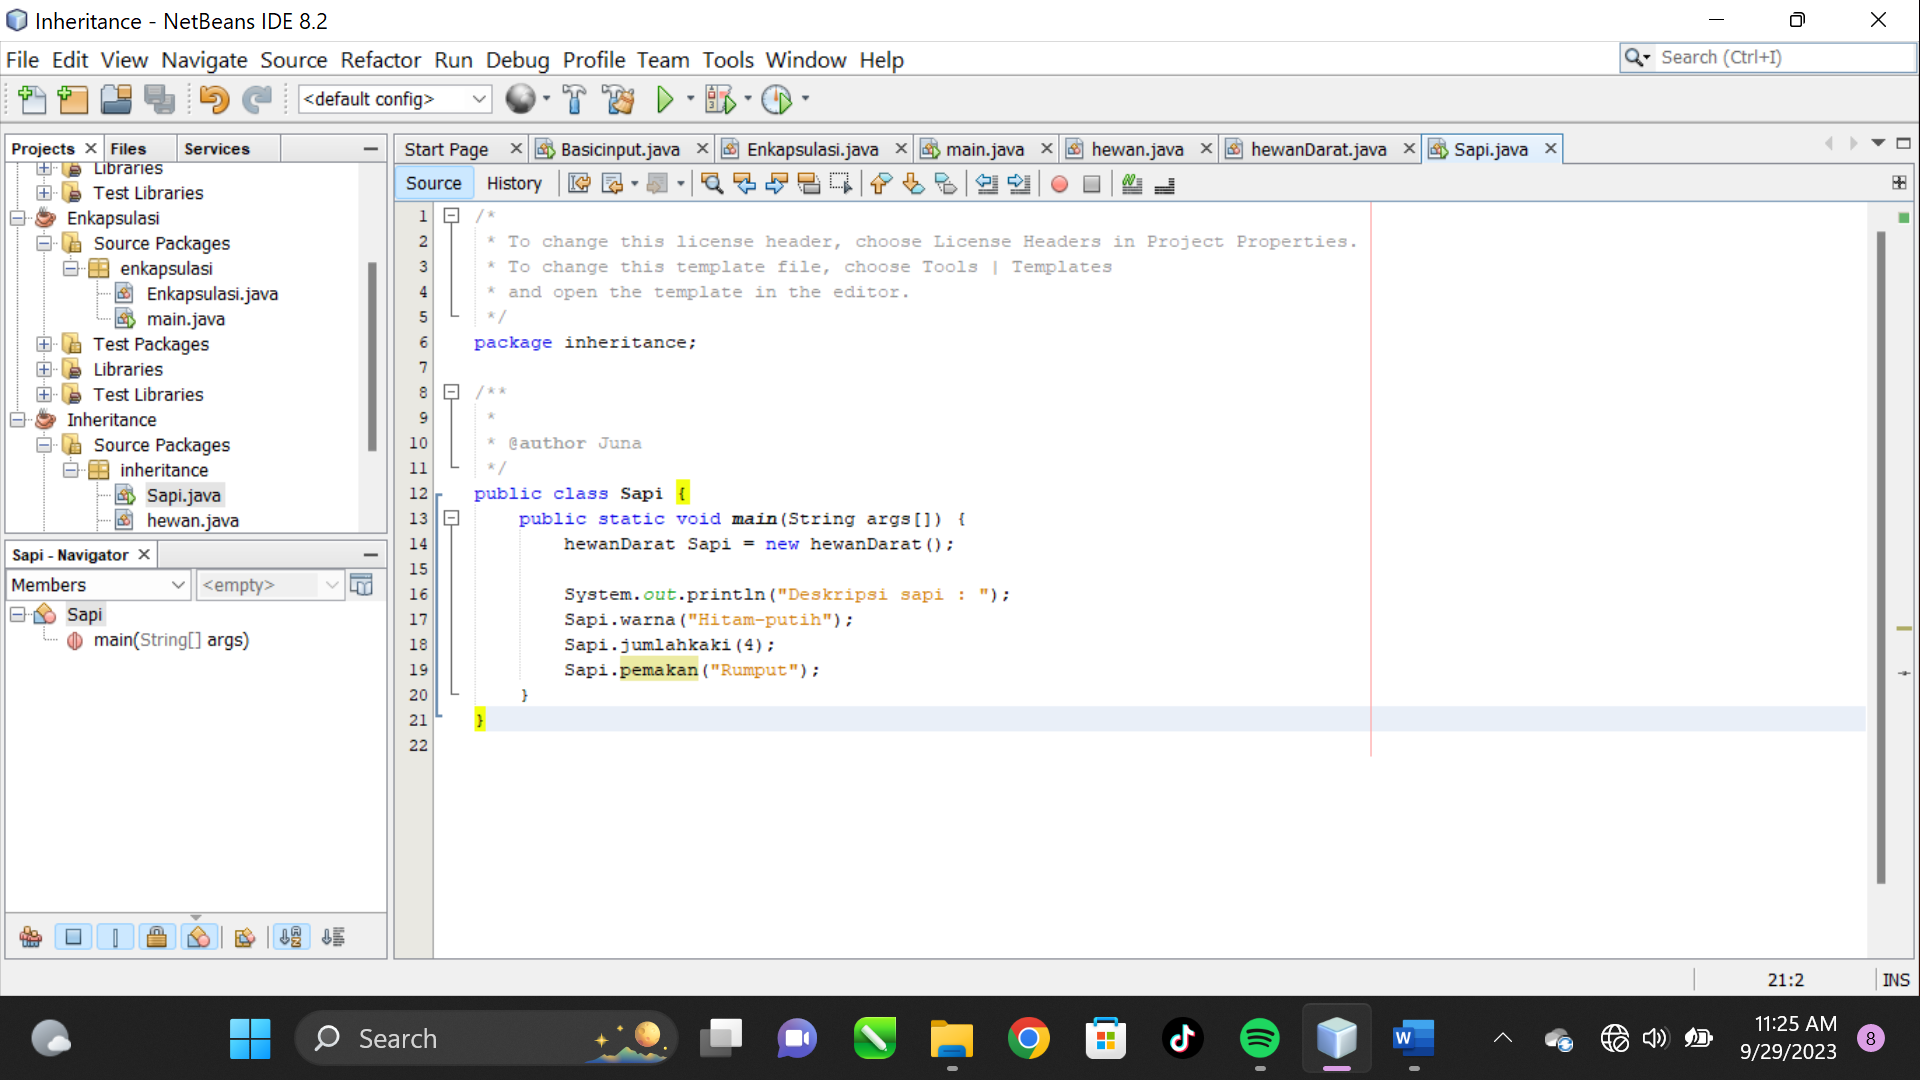 Inheritance - NetBeans IDE 8.2
File Edit View Navigate Source Refactor Run Debug Profile Team Tools Window Help
Search (Ctrl+I)
<default config>
Projects Files Services
Libraries
Test Libraries
Enkapsulasi
Source Packages
enkapsulasi
Enkapsulasi.java
main.java
Test Packages
Libraries
Test Libraries
Inheritance
Source Packages
inheritance
Sapi.java
hewan.java
Sapi - Navigator
Members
<empty>
Sapi
main(String[] args)
Start Page Basicinput.java Enkapsulasi.java main.java hewan.java hewanDarat.java Sapi.java
Source History
1 /*
2 * To change this license header, choose License Headers in Project Properties.
3 * To change this template file, choose Tools | Templates
4 * and open the template in the editor.
5 */
6 package inheritance;
7
8 /**
9 *
10 * @author Juna
11 */
12 public class Sapi {
13 public static void main(String args[]) {
14 hewanDarat Sapi = new hewanDarat();
15
16 System.out.println("Deskripsi sapi : ");
17 Sapi.warna("Hitam-putih");
18 Sapi.jumlahkaki(4);
19 Sapi.pemakan("Rumput");
20 }
21 }
22
21:2 INS
Search
11:25 AM
9/29/2023
8